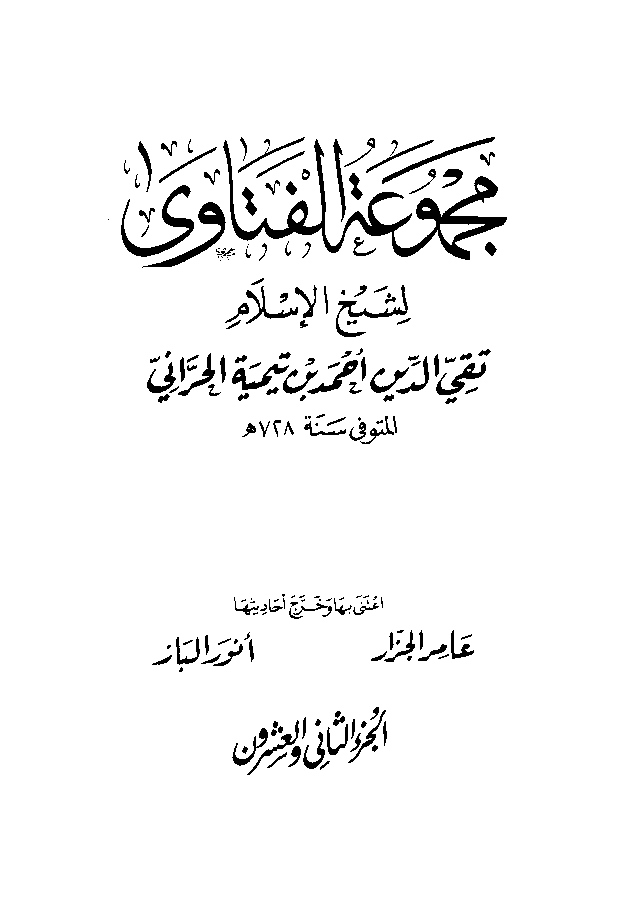 مجموعة الفتاوى
لشيخ الإسلام
تقي الدين أحمد بن تيمية الحراني
المتوفى سنة ٧٢٨ه
اعتنى بها وخرج أحاديثها
عامر الجزار أنور الباز
الجزء الثاني والعشرون